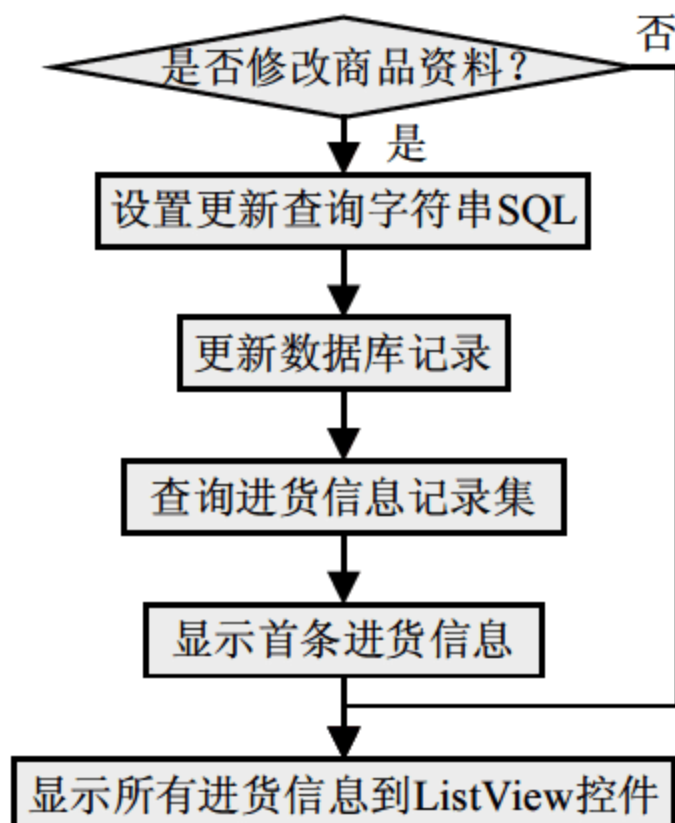 否
是否修改商品资料？
是
设置更新查询字符串SQL
更新数据库记录
查询进货信息记录集
显示首条进货信息
显示所有进货信息到ListView控件